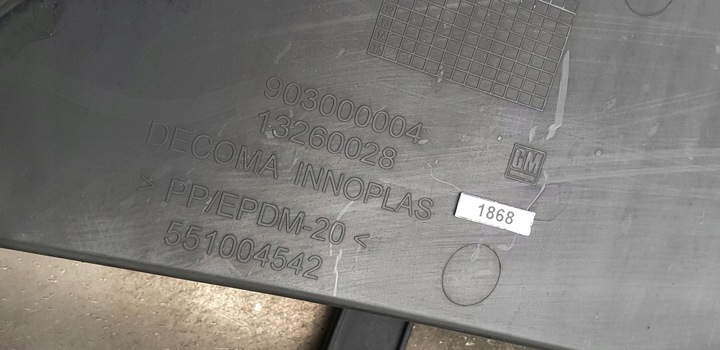 903000004
13260028
DECOMA INNOPLAS
> PP/EPDM-20 <
551004542
GM
1868